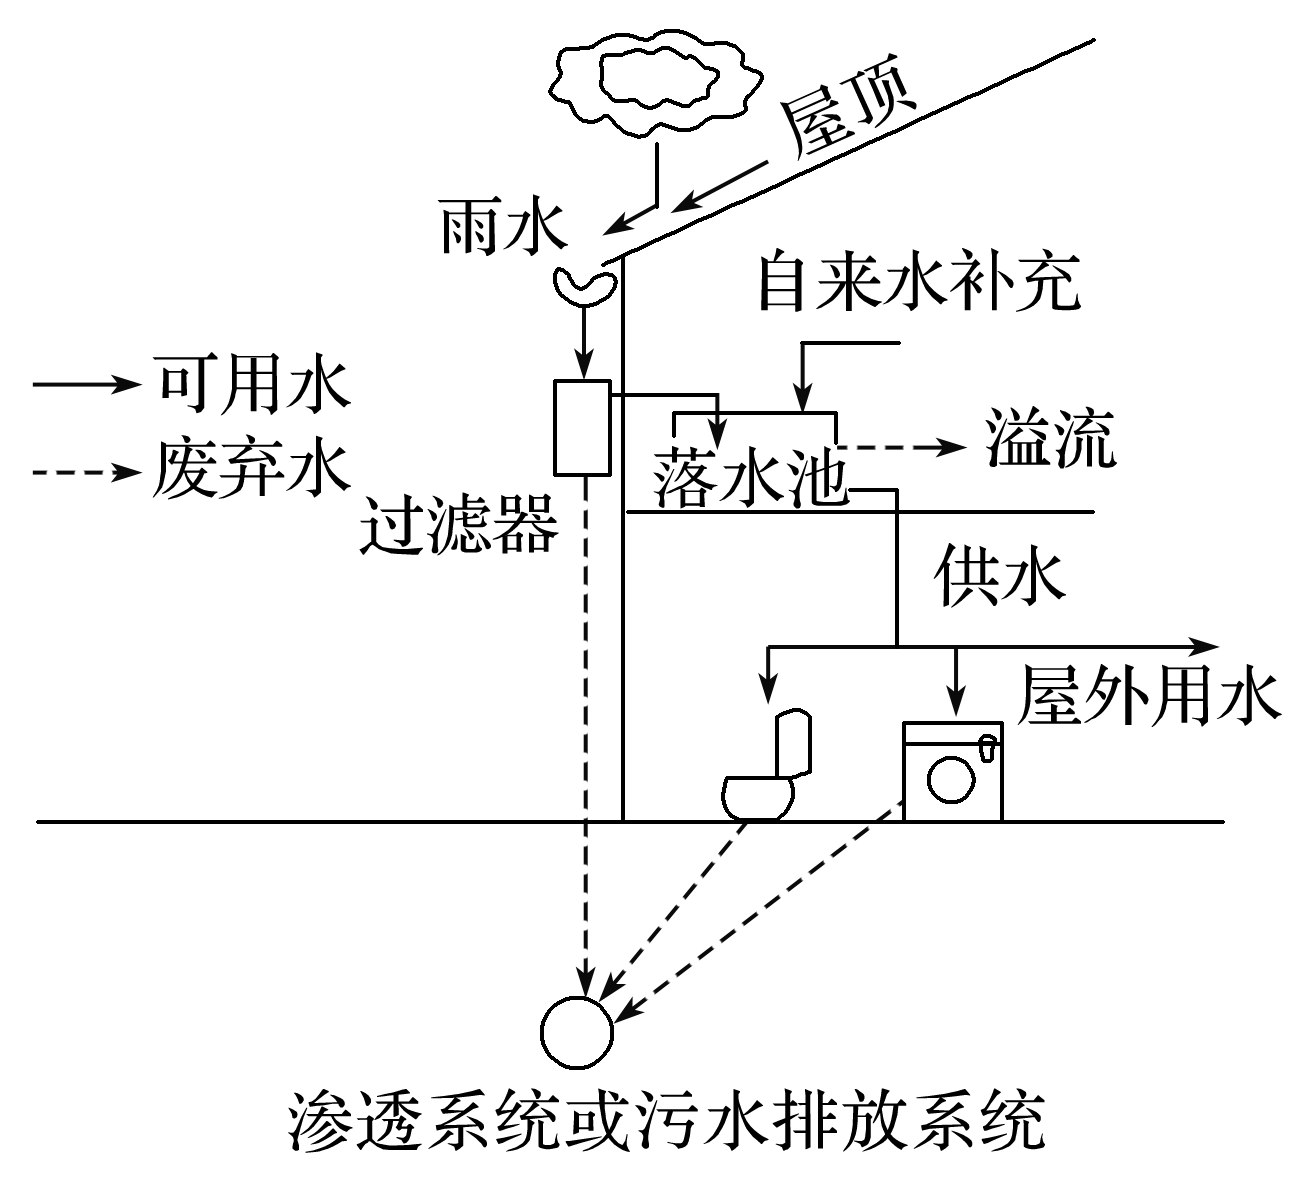 屋顶
雨水
自来水补充
可用水
废弃水
溢流
落水池
过滤器
供水
屋外用水
渗透系统或污水排放系统